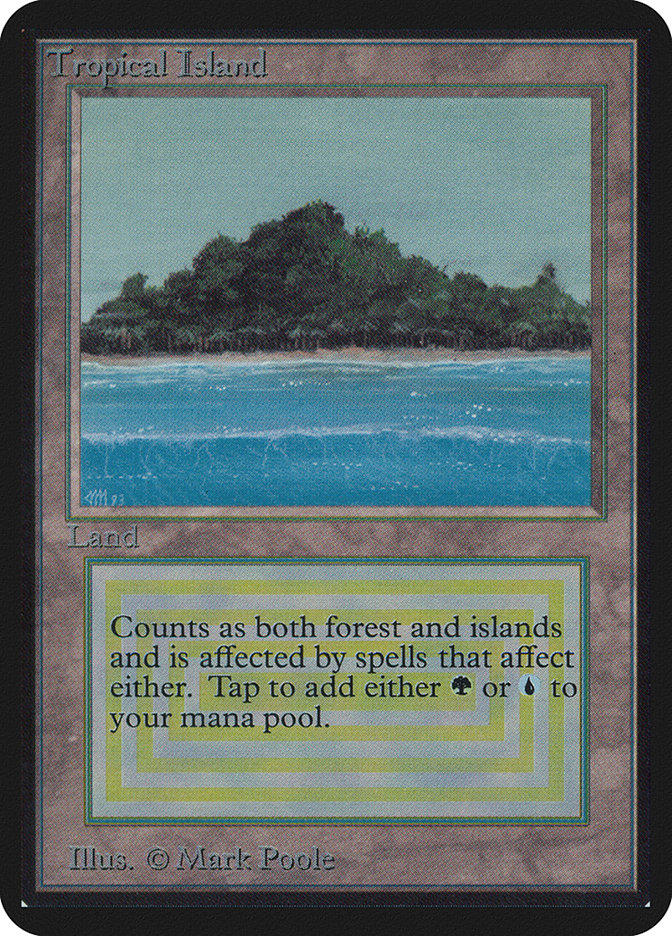 Tropical Island
Land
Counts as both forest and islands
and is affected by spells that affect
either. Tap to add either or to
your mana pool.
Illus. © Mark Poole